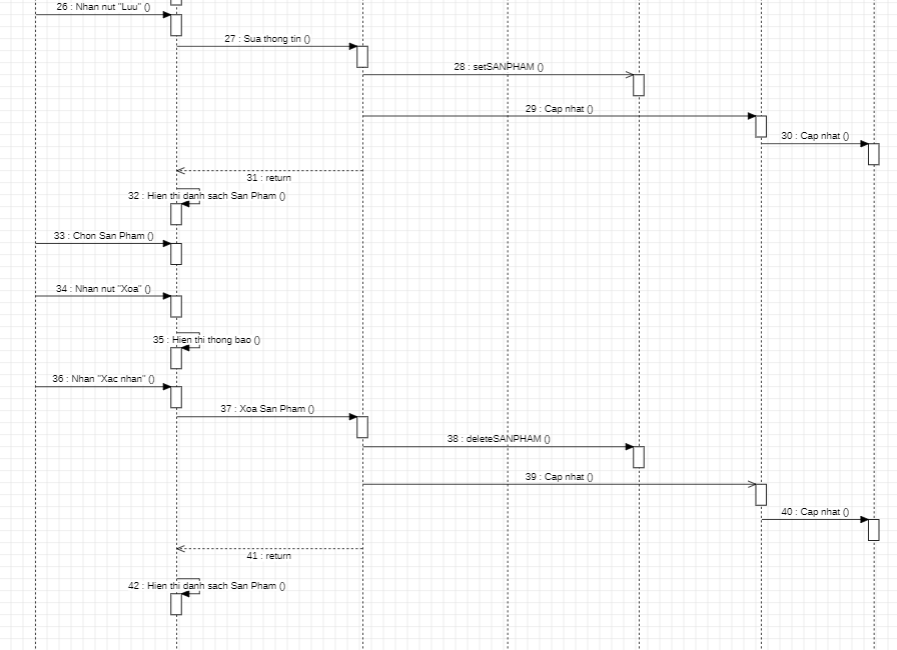 26 : Nhan nut "Luu" ()
27 : Sua thong tin ()
28 : setSANPHAM ()
29 : Cap nhat ()
30 : Cap nhat ()
31 : return
32 : Hien thi danh sach San Pham ()
33 : Chon San Pham ()
34 : Nhan nut "Xoa" ()
35 : Hien thi thong bao ()
36 : Nhan "Xac nhan" ()
37 : Xoa San Pham ()
38 : deleteSANPHAM ()
39 : Cap nhat ()
40 : Cap nhat ()
41 : return
42 : Hien thi danh sach San Pham ()